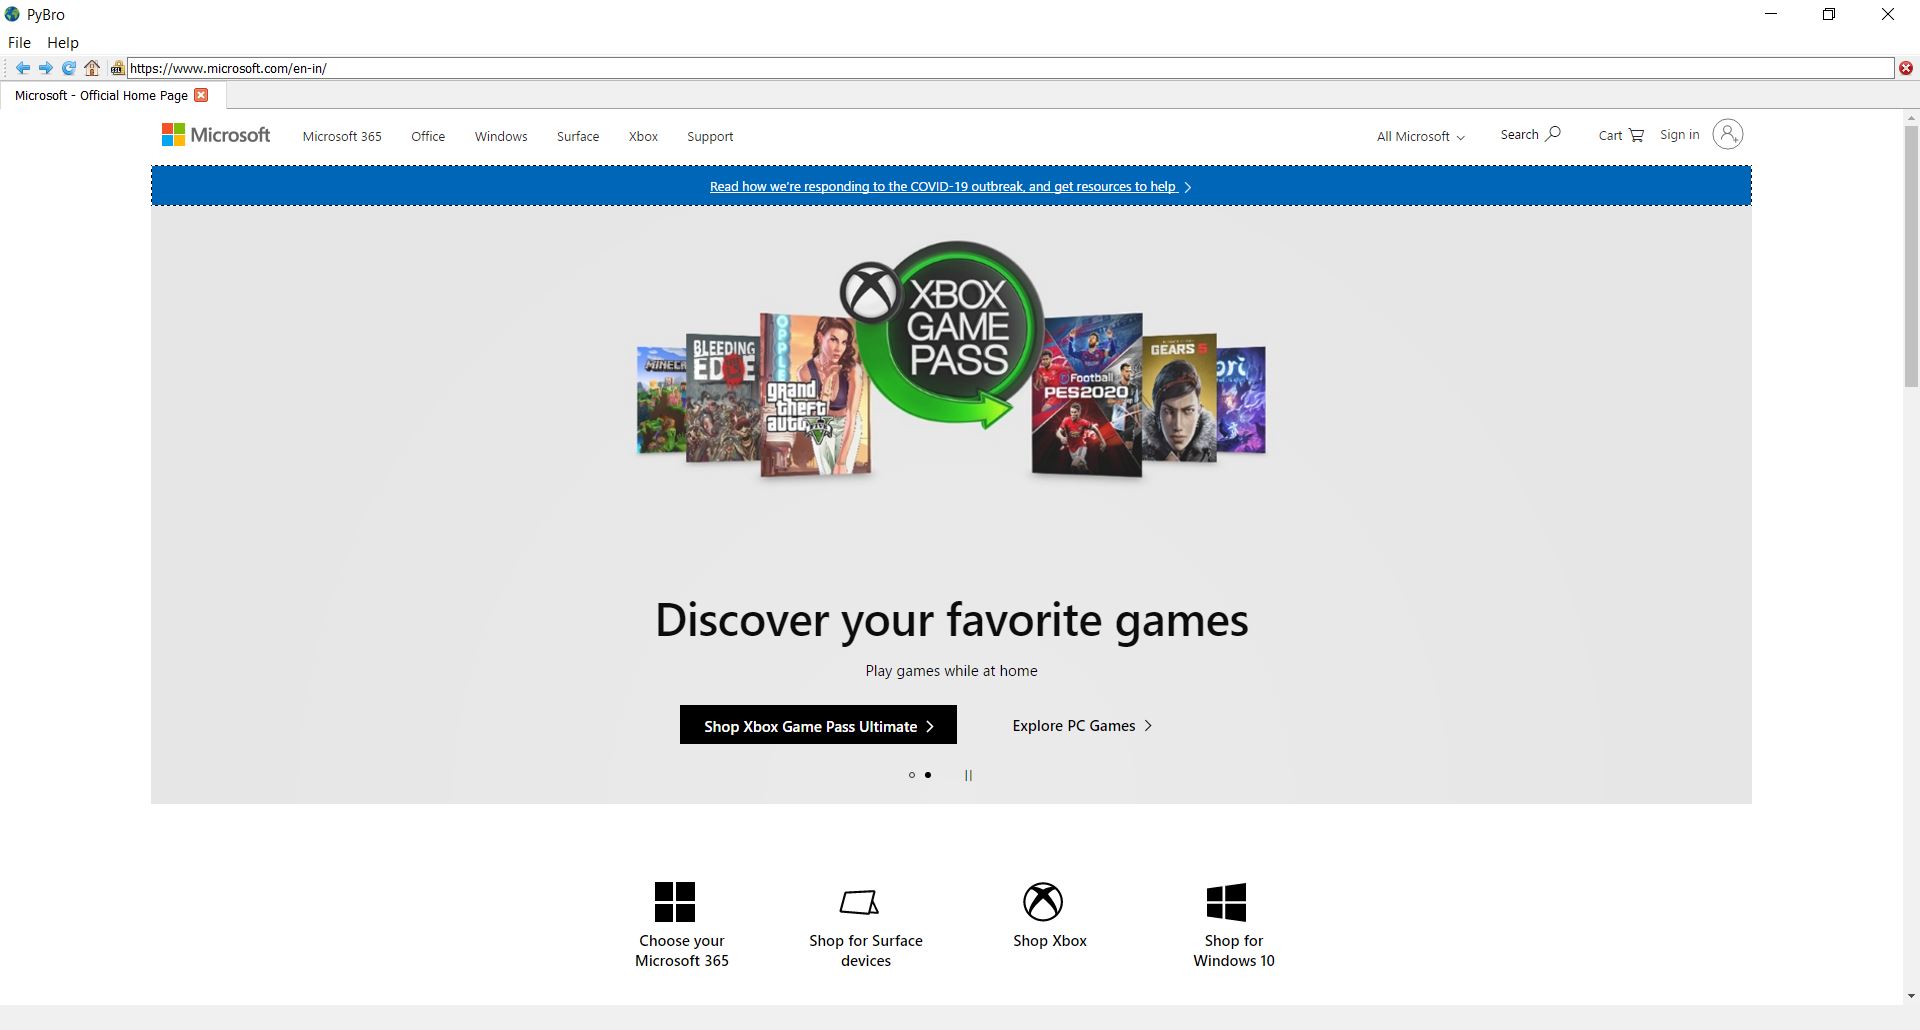 PyBro
File Help
https://www.microsoft.com/en-in/
Microsoft - Official Home Page
Microsoft Microsoft 365 Office Windows Surface Xbox Support All Microsoft Search Cart Sign in
Read how we're responding to the COVID-19 outbreak, and get resources to help
XBOX
GAME
PASS
MINECR
BLEEDING
EDGE
grand
theft
auto
V
Football
PES2020
GEARS 5
ori
Discover your favorite games
Play games while at home
Shop Xbox Game Pass Ultimate Explore PC Games
Choose your
Microsoft 365
Shop for Surface
devices
Shop Xbox
Shop for
Windows 10